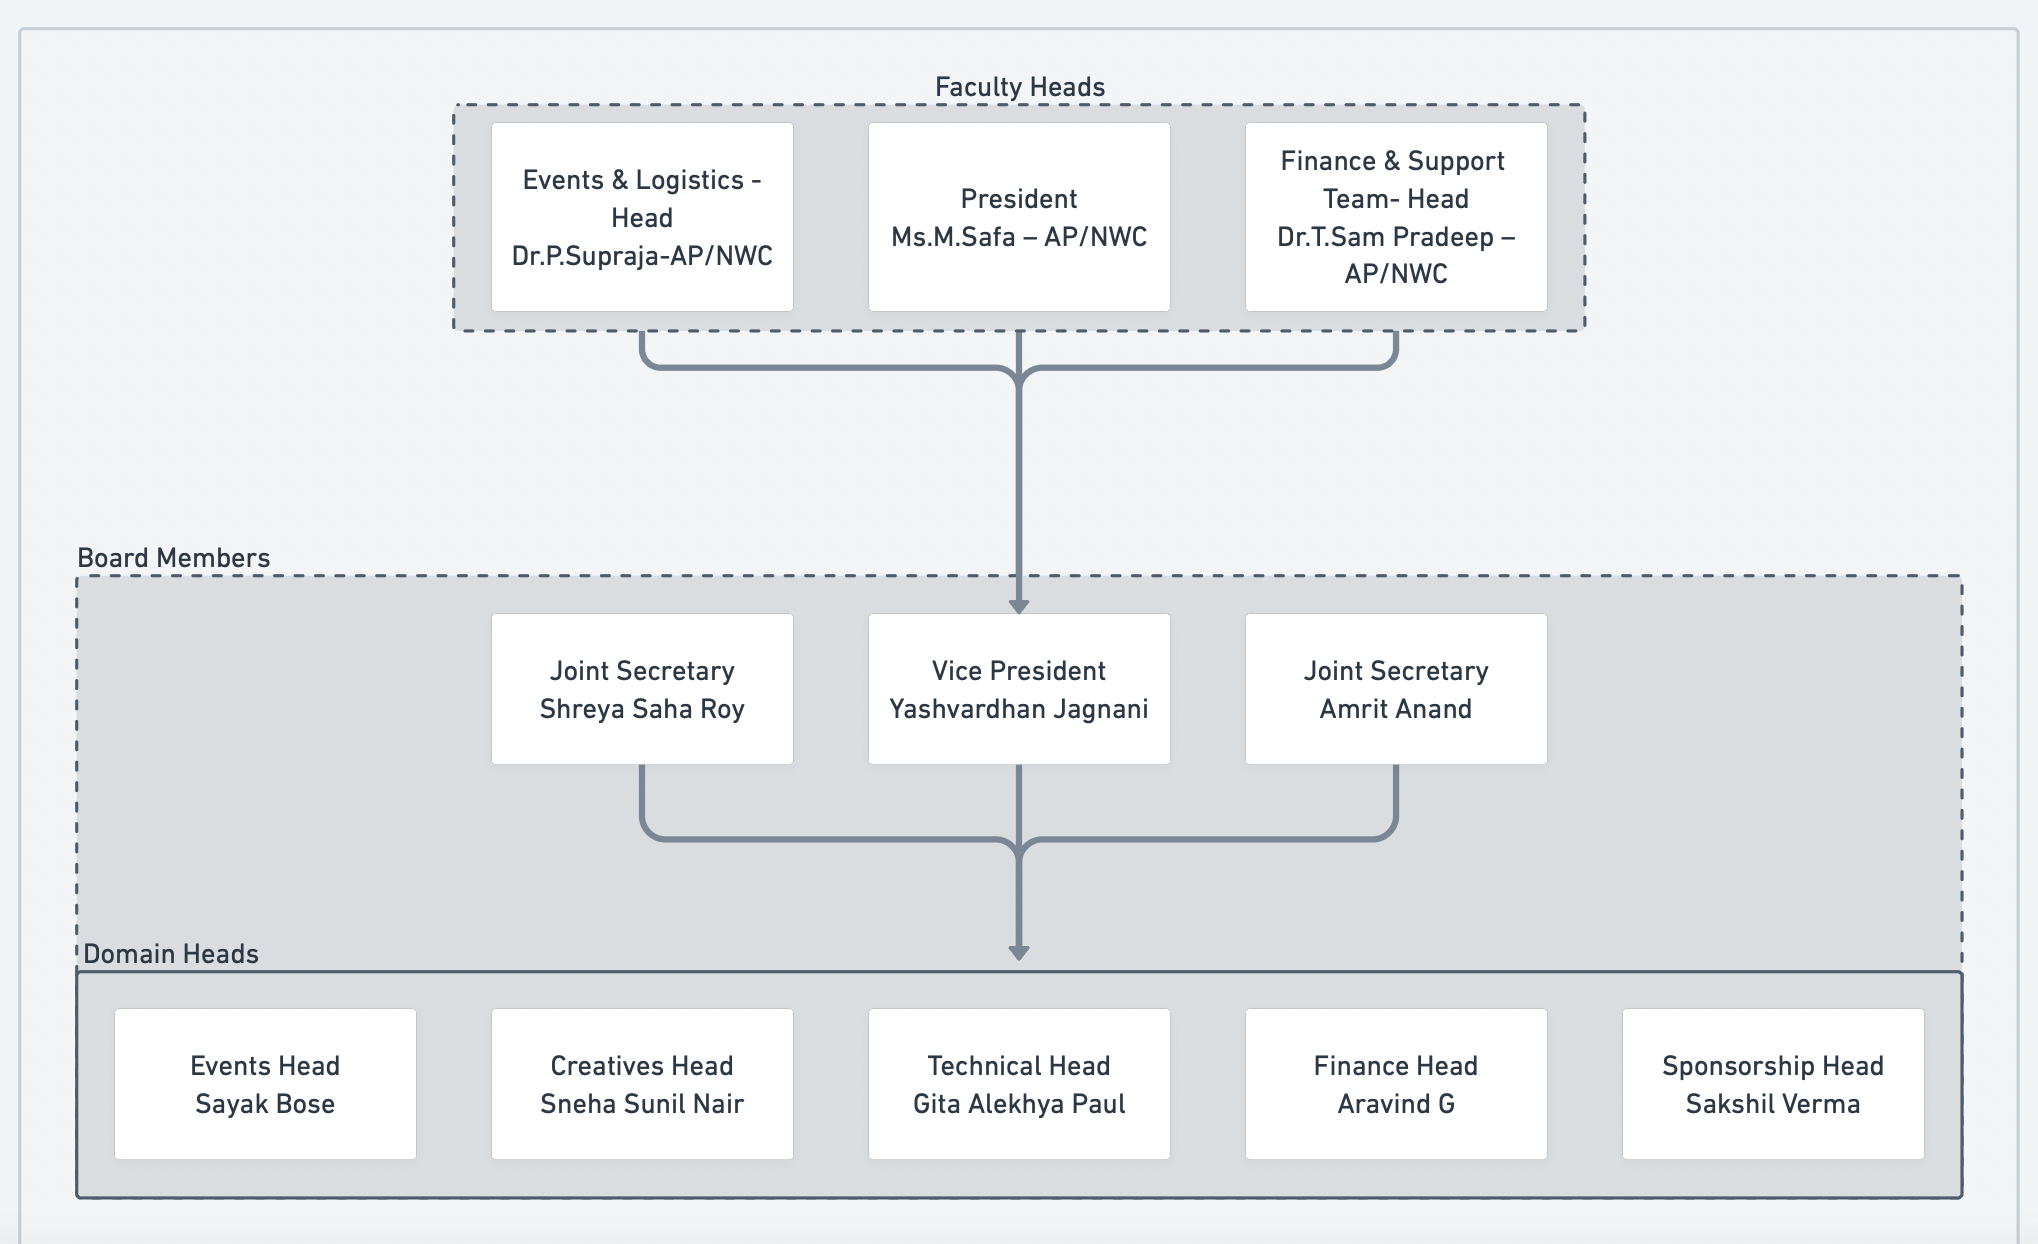 Faculty Heads
Events & Logistics -
Head
Dr.P.Supraja-AP/NWC
President
Ms.M.Safa – AP/NWC
Finance & Support
Team- Head
Dr.T.Sam Pradeep –
AP/NWC
Board Members
Joint Secretary
Shreya Saha Roy
Vice President
Yashvardhan Jagnani
Joint Secretary
Amrit Anand
Domain Heads
Events Head
Sayak Bose
Creatives Head
Sneha Sunil Nair
Technical Head
Gita Alekhya Paul
Finance Head
Aravind G
Sponsorship Head
Sakshil Verma